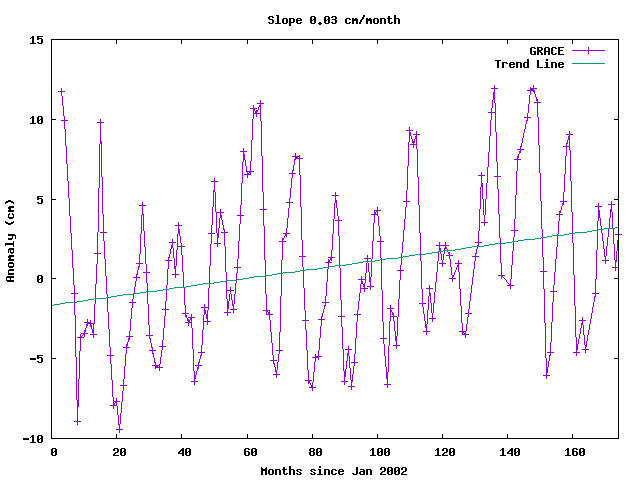 Slope 0.03 cm/month
15
10
5
0
-5
-10
Anomaly (cm)
GRACE
Trend Line
0 20 40 60 80 100 120 140 160
Months since Jan 2002